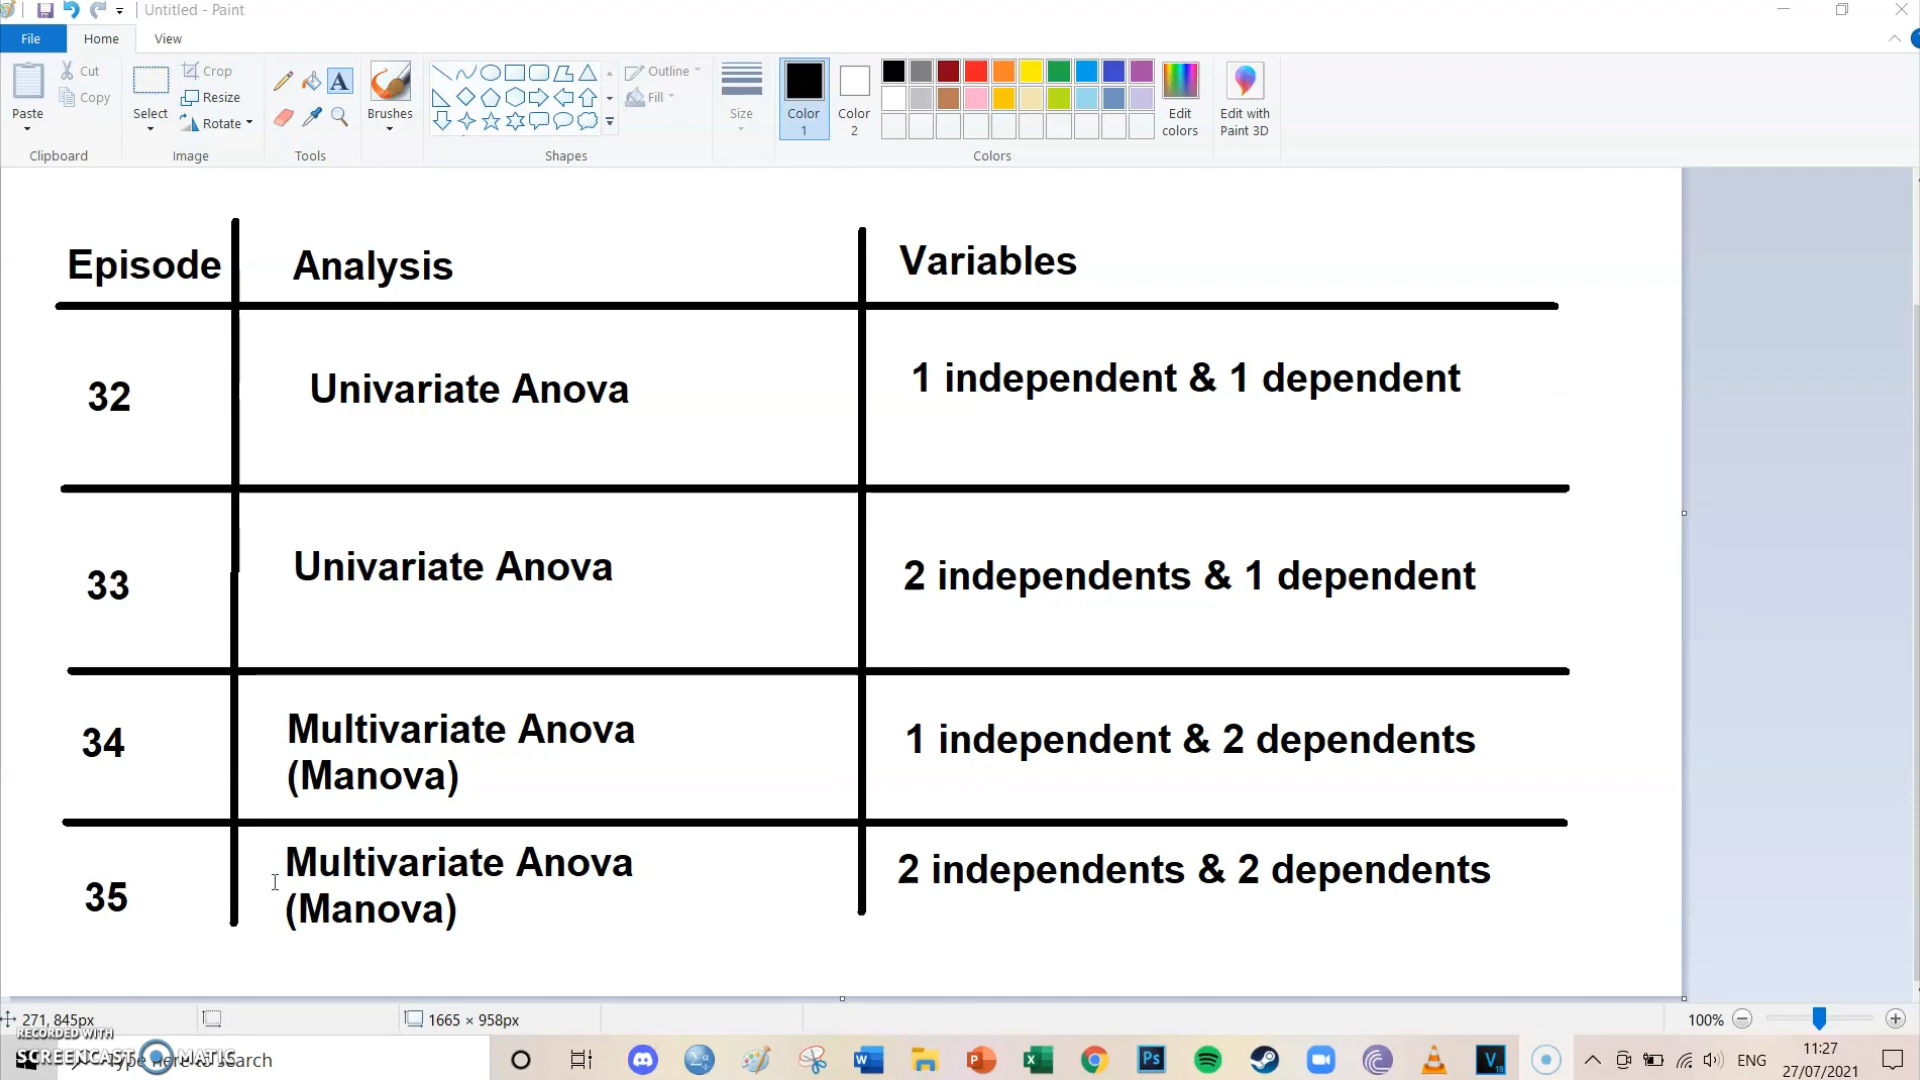 Untitled - Paint
File Home View
Paste
Cut
Copy
Clipboard
Select
Crop
Resize
Rotate
Image
A
Tools
Brushes
Outline
Fill
Shapes
Size
Color 1
Color 2
Edit colors
Colors
Edit with Paint 3D
Episode Analysis Variables
32 Univariate Anova 1 independent & 1 dependent
33 Univariate Anova 2 independents & 1 dependent
34 Multivariate Anova (Manova) 1 independent & 2 dependents
35 Multivariate Anova (Manova) 2 independents & 2 dependents
271, 845px 1665 × 958px 100%
RECORDED WITH
SCREENCAST MATIC
Type here to search
ENG
11:27
27/07/2021